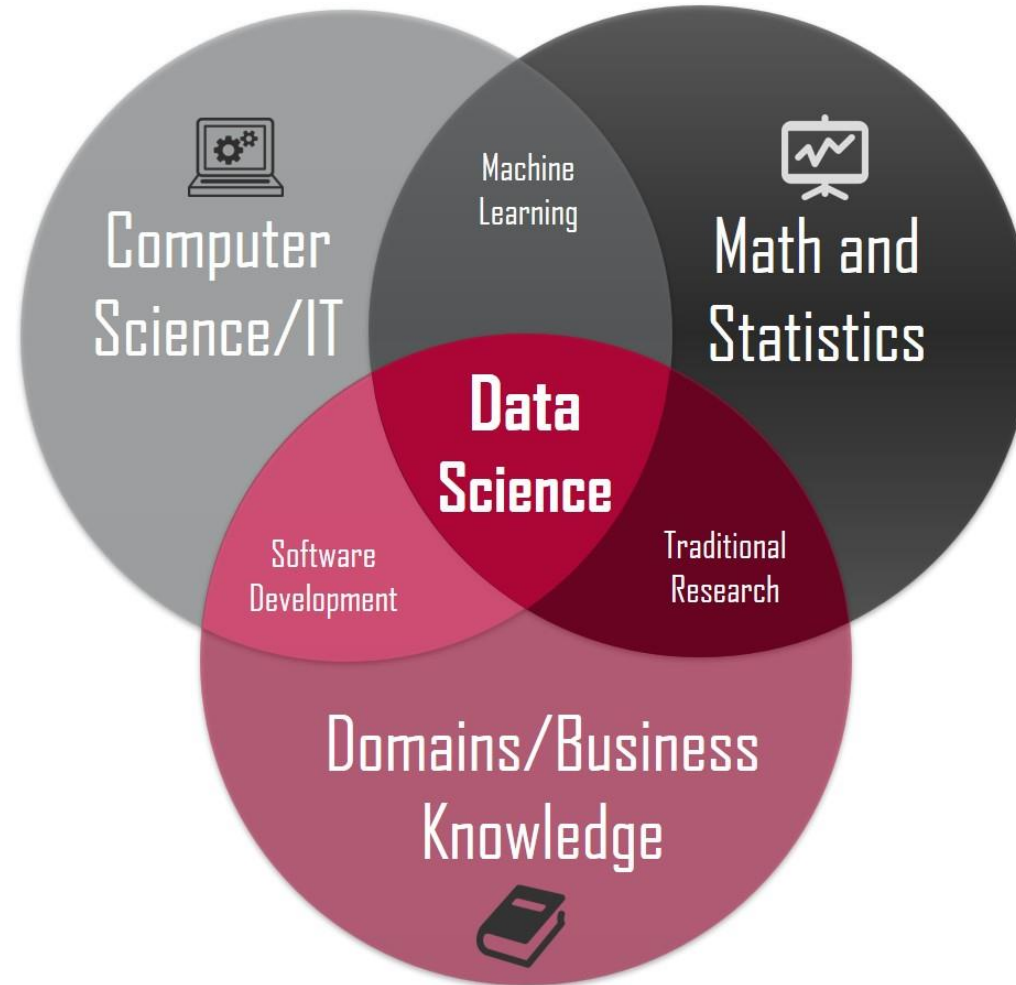 Machine
Learning
Computer
Science/IT
Math and
Statistics
Data
Science
Software
Development
Traditional
Research
Domains/Business
Knowledge